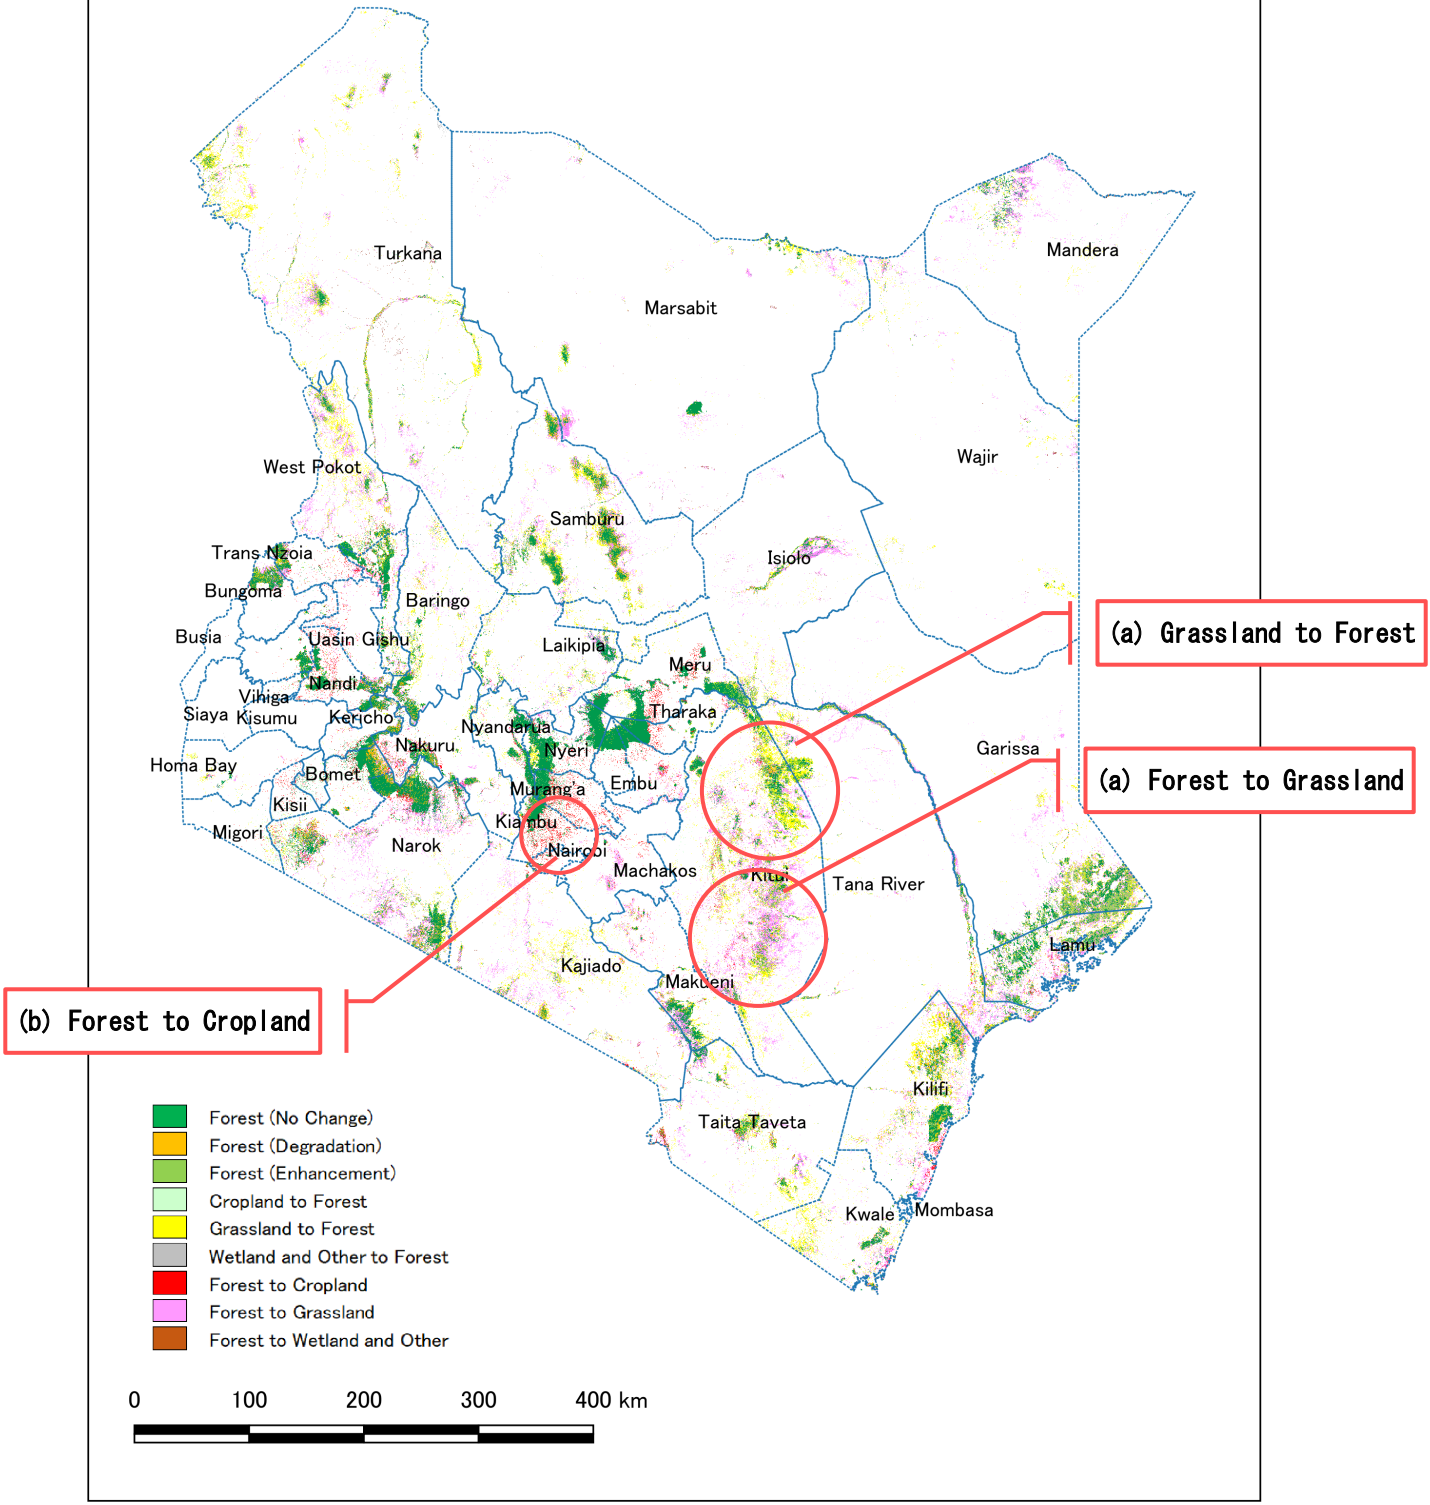 Turkana
Mandera
Marsabit
West Pokot
Wajir
Samburu
Trans Nzoia
Isiolo
Bungoma
Baringo
Busia
Uasin Gishu
Laikipia
(a) Grassland to Forest
Meru
Nandi
Vihiga
Siaya
Kisumu
Kericho
Tharaka
Nyandarua
Nakuru
Nyeri
Garissa
Homa Bay
Bomet
Embu
Murang'a
(a) Forest to Grassland
Kisii
Kiambu
Migori
Narok
Nairobi
Machakos
Kitui
Tana River
Lamu
Kajiado
Makueni
(b) Forest to Cropland
Kilifi
Taita Taveta
Kwale
Mombasa
Forest (No Change)
Forest (Degradation)
Forest (Enhancement)
Cropland to Forest
Grassland to Forest
Wetland and Other to Forest
Forest to Cropland
Forest to Grassland
Forest to Wetland and Other
0 100 200 300 400 km